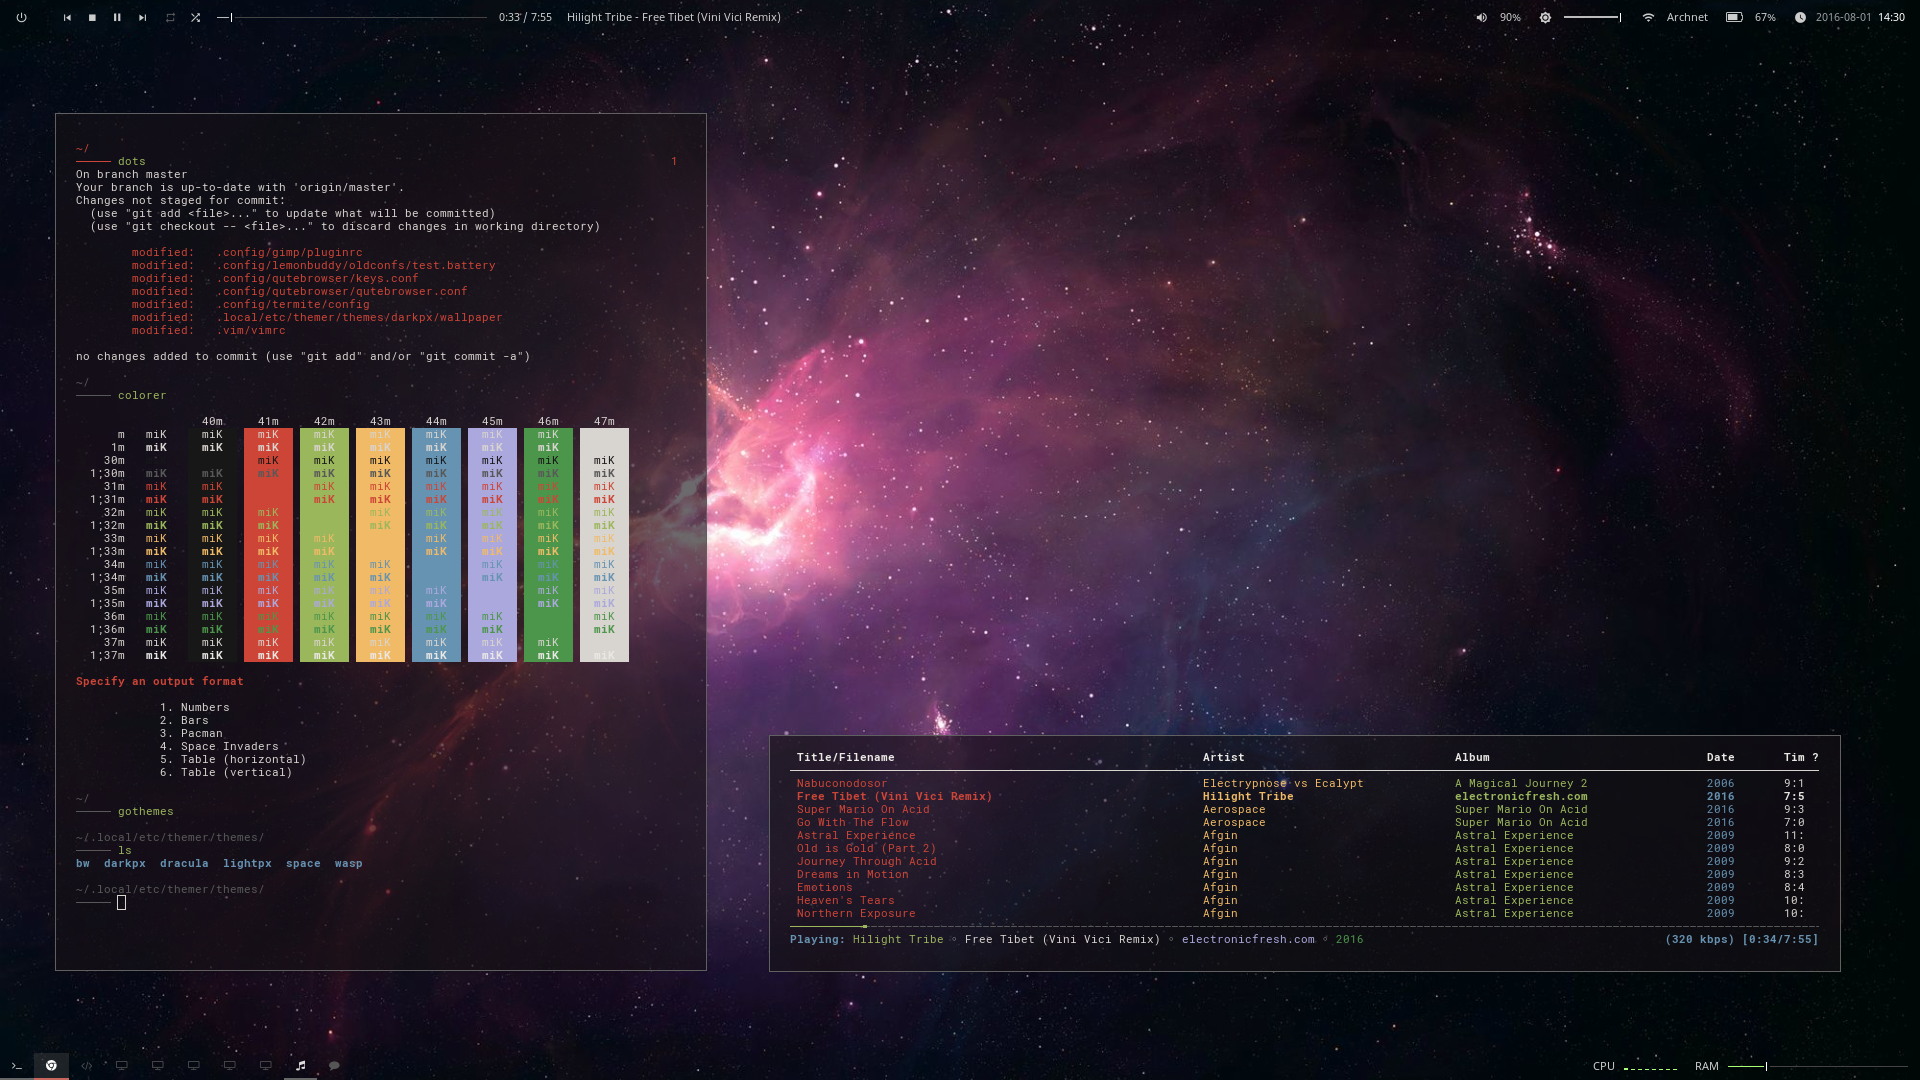 0:33 / 7:55 Hilight Tribe - Free Tibet (Vini Vici Remix) 90% Archnet 67% 2016-08-01 14:30
~/
dots 1
On branch master
Your branch is up-to-date with 'origin/master'.
Changes not staged for commit:
(use "git add <file>..." to update what will be committed)
(use "git checkout -- <file>..." to discard changes in working directory)
modified: .config/gimp/pluginrc
modified: .config/lemonbuddy/oldconfs/test.battery
modified: .config/qutebrowser/keys.conf
modified: .config/qutebrowser/qutebrowser.conf
modified: .config/termite/config
modified: .local/etc/themer/themes/darkpx/wallpaper
modified: .vim/vimrc
no changes added to commit (use "git add" and/or "git commit -a")
~/
colorer
40m 41m 42m 43m 44m 45m 46m 47m
m miK miK miK miK miK miK miK miK
1m miK miK miK miK miK miK miK miK
30m miK miK miK miK miK miK miK
1;30m miK miK miK miK miK miK miK miK miK
31m miK miK miK miK miK miK miK miK
1;31m miK miK miK miK miK miK miK miK
32m miK miK miK miK miK miK miK miK
1;32m miK miK miK miK miK miK miK miK
33m miK miK miK miK miK miK miK miK
1;33m miK miK miK miK miK miK miK miK
34m miK miK miK miK miK miK miK miK
1;34m miK miK miK miK miK miK miK miK
35m miK miK miK miK miK miK miK miK
1;35m miK miK miK miK miK miK miK miK
36m miK miK miK miK miK miK miK miK
1;36m miK miK miK miK miK miK miK miK
37m miK miK miK miK miK miK miK miK
1;37m miK miK miK miK miK miK miK miK miK
Specify an output format
1. Numbers
2. Bars
3. Pacman
4. Space Invaders
5. Table (horizontal)
6. Table (vertical)
~/
gothemes
~/.local/etc/themer/themes/
ls
bw darkpx dracula lightpx space wasp
~/.local/etc/themer/themes/
Title/Filename Artist Album Date Tim ?
Nabuconodosor Electrypnose vs Ecalypt A Magical Journey 2 2006 9:1
Free Tibet (Vini Vici Remix) Hilight Tribe electronicfresh.com 2016 7:5
Super Mario On Acid Aerospace Super Mario On Acid 2016 9:3
Go With The Flow Aerospace Super Mario On Acid 2016 7:0
Astral Experience Afgin Astral Experience 2009 11:
Old is Gold (Part 2) Afgin Astral Experience 2009 8:0
Journey Through Acid Afgin Astral Experience 2009 9:2
Dreams in Motion Afgin Astral Experience 2009 8:3
Emotions Afgin Astral Experience 2009 8:4
Heaven's Tears Afgin Astral Experience 2009 10:
Northern Exposure Afgin Astral Experience 2009 10:
Playing: Hilight Tribe ◦ Free Tibet (Vini Vici Remix) ◦ electronicfresh.com ◦ 2016 (320 kbps) [0:34/7:55]
CPU RAM